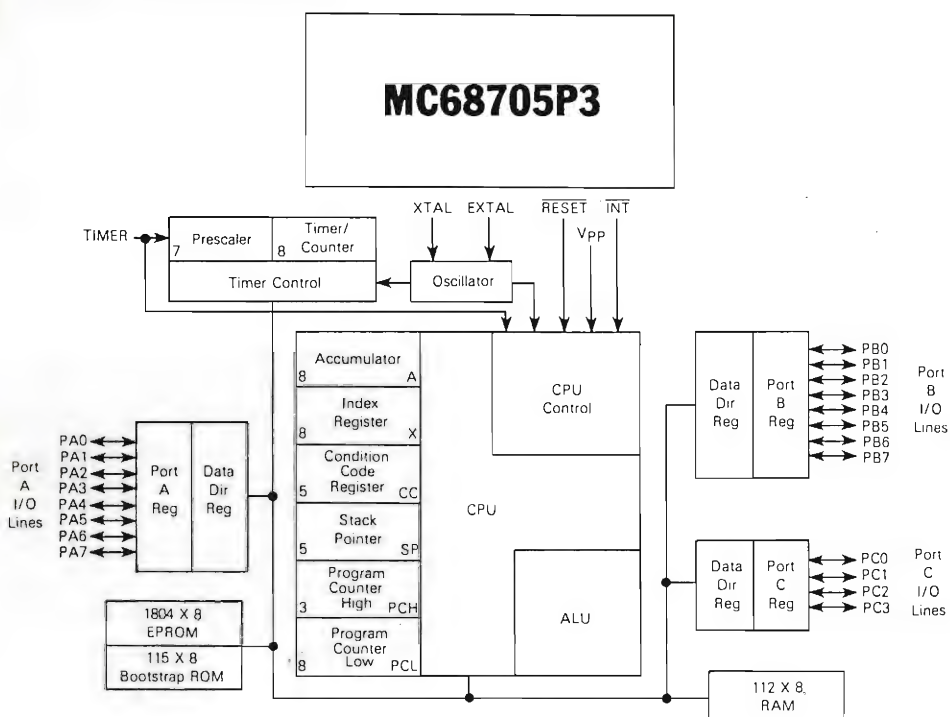 MC68705P3
XTAL EXTAL RESET INT
VPP
TIMER
7 Prescaler
8 Timer/
Counter
Timer Control
Oscillator
Accumulator
8 A
Index
Register
8 X
Condition
Code
Register
5 CC
Stack
Pointer
5 SP
Program
Counter
High
3 PCH
Program
Counter
Low
8 PCL
CPU
CPU
Control
ALU
Port
A
I/O
Lines
PA0
PA1
PA2
PA3
PA4
PA5
PA6
PA7
Port
A
Reg
Data
Dir
Reg
1804 X 8
EPROM
115 X 8
Bootstrap ROM
Data
Dir
Reg
Port
B
Reg
PB0
PB1
PB2
PB3
PB4
PB5
PB6
PB7
Port
B
I/O
Lines
Data
Dir
Reg
Port
C
Reg
PC0
PC1
PC2
PC3
Port
C
I/O
Lines
112 X 8
RAM